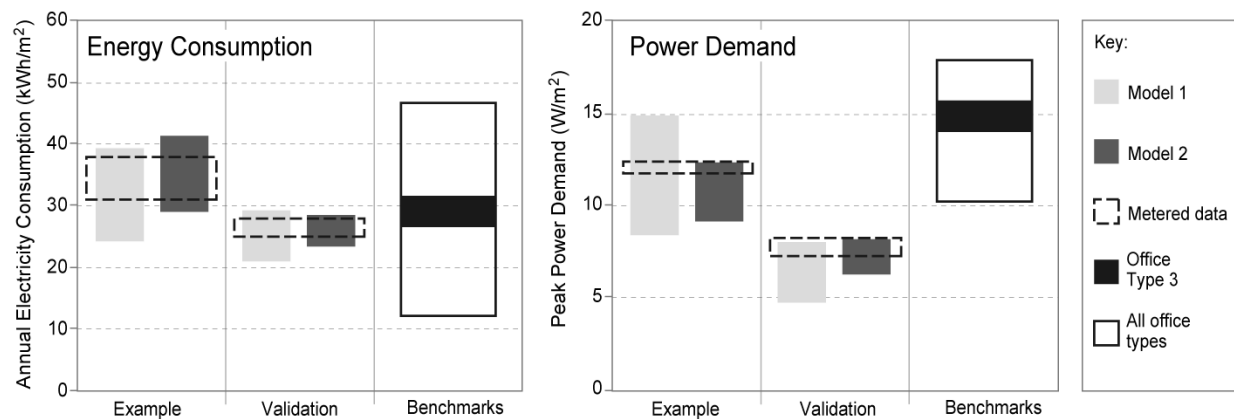 Energy Consumption
Annual Electricity Consumption (kWh/m²)
60
50
40
30
20
10
0
Example
Validation
Benchmarks
Power Demand
Peak Power Demand (W/m²)
20
15
10
5
0
Example
Validation
Benchmarks
Key:
Model 1
Model 2
Metered data
Office
Type 3
All office
types